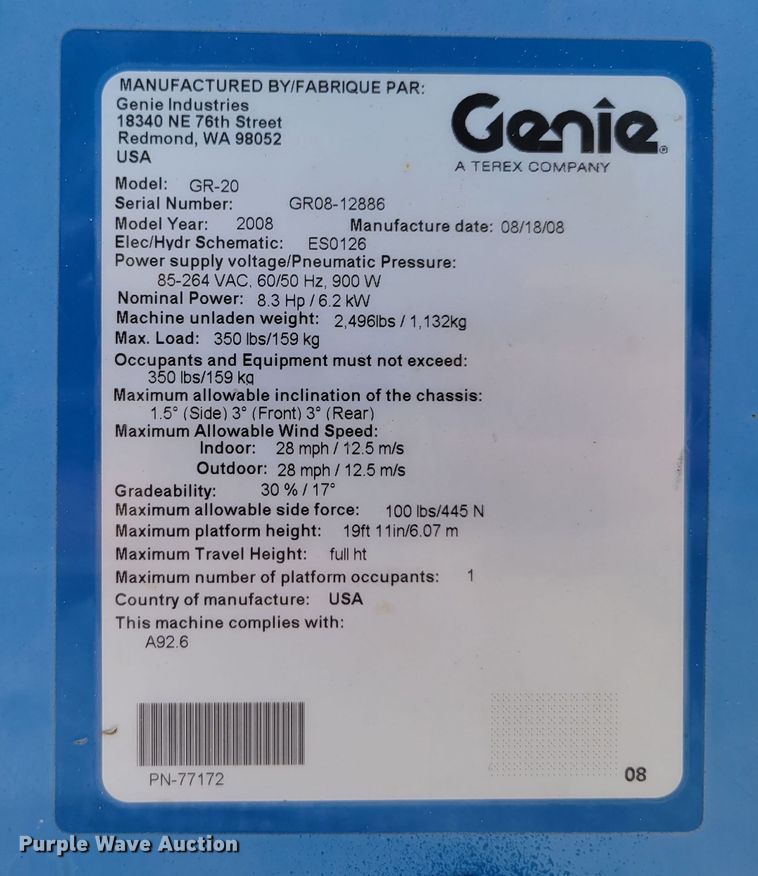 MANUFACTURED BY/FABRIQUE PAR:
Genie Industries
18340 NE 76th Street
Redmond, WA 98052
USA
Genie®
A TEREX COMPANY
Model: GR-20
Serial Number: GR08-12886
Model Year: 2008 Manufacture date: 08/18/08
Elec/Hydr Schematic: ES0126
Power supply voltage/Pneumatic Pressure:
85-264 VAC, 60/50 Hz, 900 W
Nominal Power: 8.3 Hp / 6.2 kW
Machine unladen weight: 2,496lbs / 1,132kg
Max. Load: 350 lbs/159 kg
Occupants and Equipment must not exceed:
350 lbs/159 kg
Maximum allowable inclination of the chassis:
1.5° (Side) 3° (Front) 3° (Rear)
Maximum Allowable Wind Speed:
Indoor: 28 mph / 12.5 m/s
Outdoor: 28 mph / 12.5 m/s
Gradeability: 30 % / 17°
Maximum allowable side force: 100 lbs/445 N
Maximum platform height: 19ft 11in/6.07 m
Maximum Travel Height: full ht
Maximum number of platform occupants: 1
Country of manufacture: USA
This machine complies with:
A92.6
PN-77172
08
Purple Wave Auction